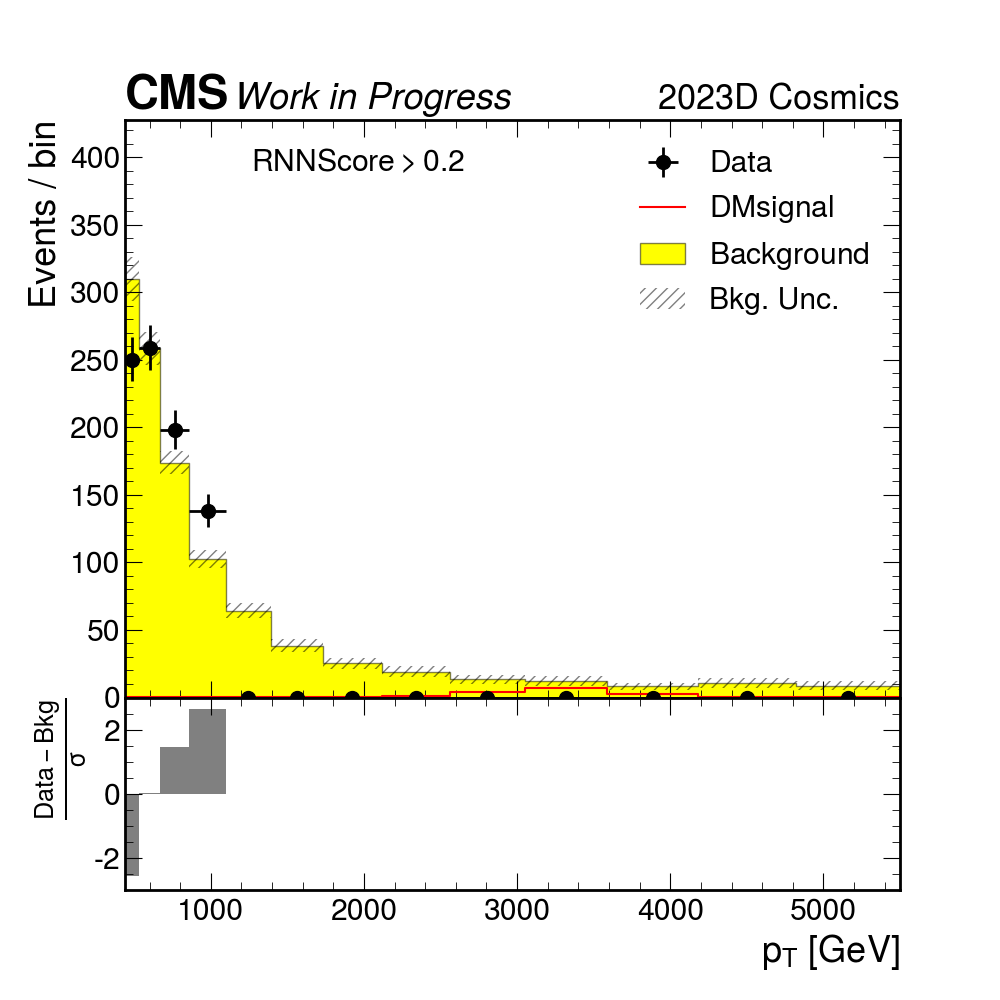 CMS Work in Progress 2023D Cosmics
Events / bin
RNNScore > 0.2
Data
DMsignal
Background
Bkg. Unc.
400
350
300
250
200
150
100
50
0
Data – Bkg
σ
2
0
-2
1000 2000 3000 4000 5000
pT [GeV]